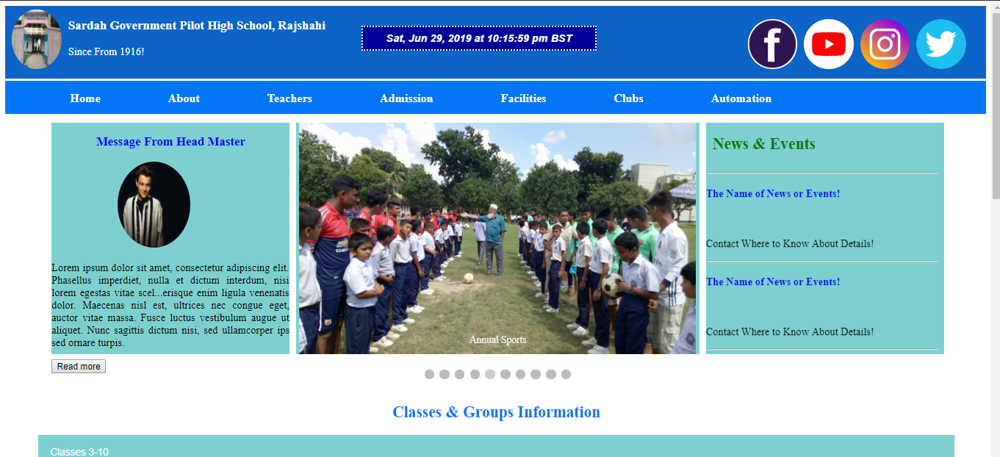 Sardah Government Pilot High School, Rajshahi
Since From 1916!
Sat, Jun 29, 2019 at 10:15:59 pm BST
f
Home About Teachers Admission Facilities Clubs Automation
Message From Head Master
Lorem ipsum dolor sit amet, consectetur adipiscing elit.
Phasellus imperdiet, nulla et dictum interdum, nisi
lorem egestas vitae scel...erisque enim ligula venenatis
dolor. Maecenas nisl est, ultrices nec congue eget,
auctor vitae massa. Fusce luctus vestibulum augue ut
aliquet. Nunc sagittis dictum nisi, sed ullamcorper ips
sed ornare turpis.
Read more
Annual Sports
News & Events
The Name of News or Events!
Contact Where to Know About Details!
The Name of News or Events!
Contact Where to Know About Details!
Classes & Groups Information
Classes 3-10